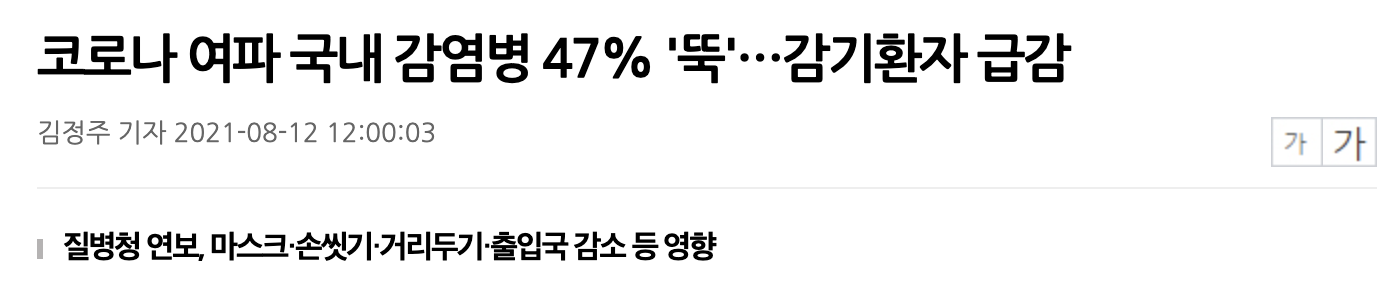 코로나 여파 국내 감염병 47% '뚝'…감기환자 급감
김정주 기자 2021-08-12 12:00:03
가 가
질병청 연보, 마스크·손씻기·거리두기·출입국 감소 등 영향